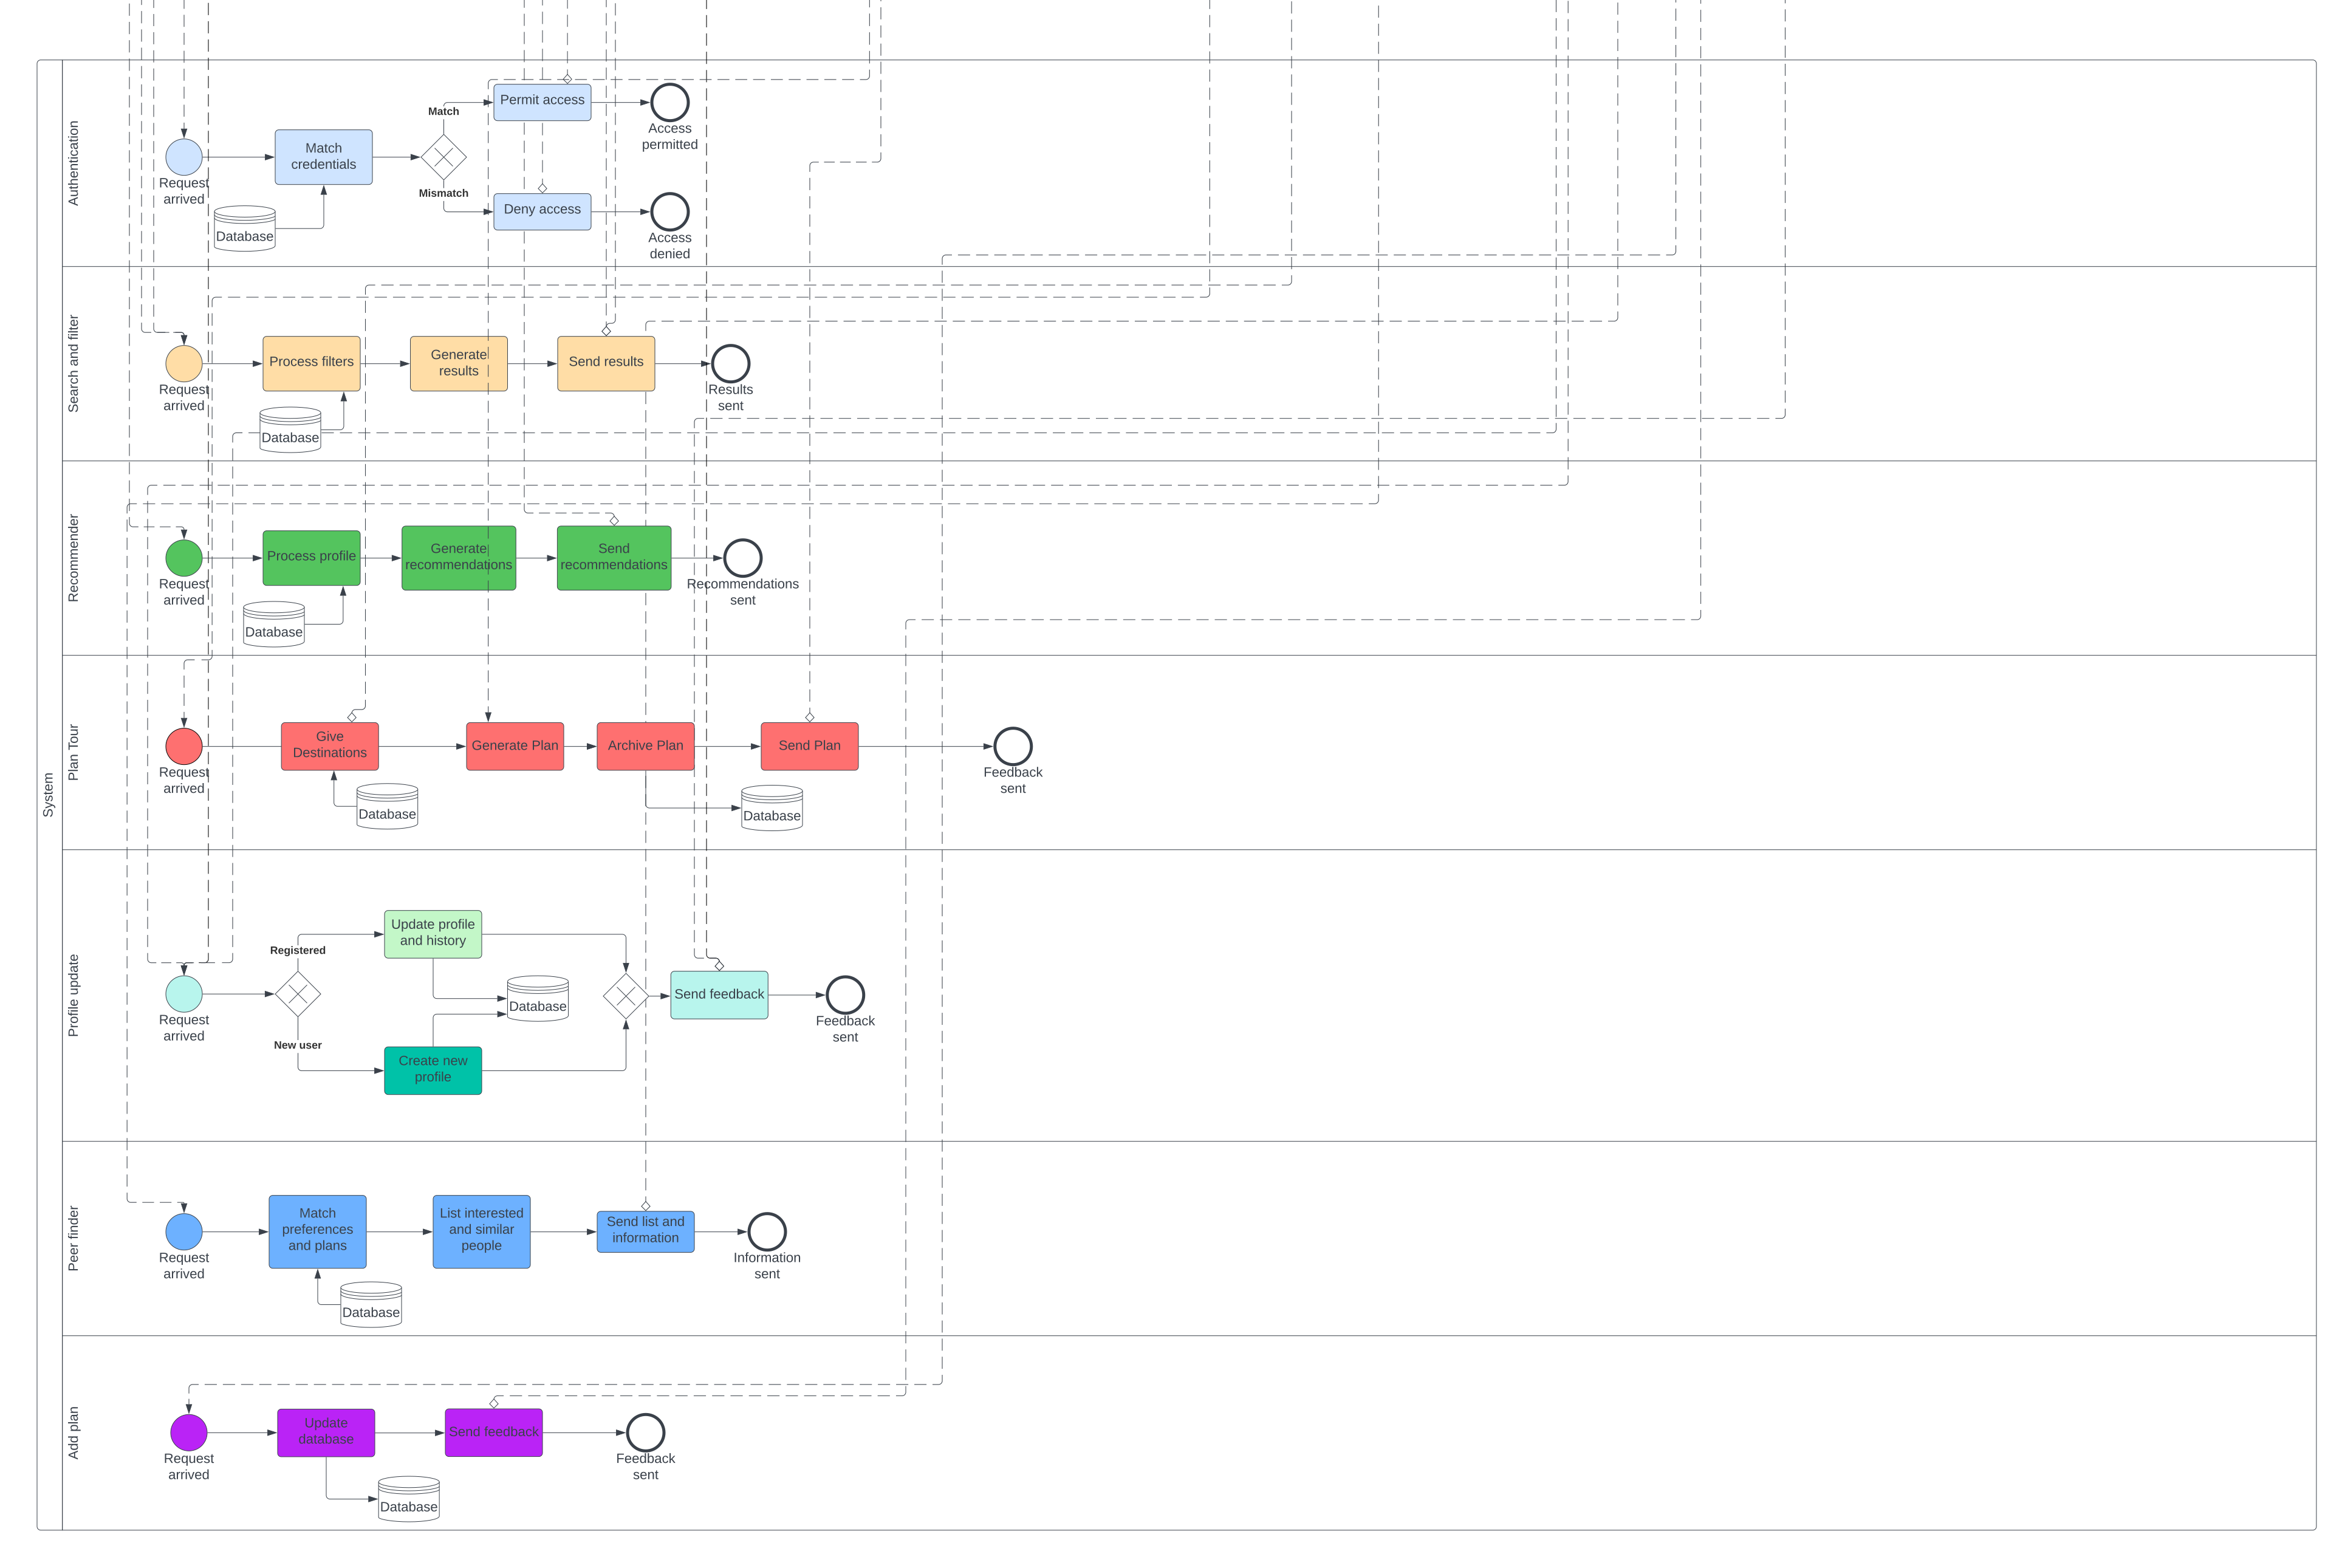 System
Authentication
Request
arrived
Database
Match
credentials
Match
Mismatch
Permit access
Deny access
Access
permitted
Access
denied
Search and filter
Request
arrived
Process filters
Database
Generate
results
Send results
Results
sent
Recommender
Request
arrived
Process profile
Database
Generate
recommendations
Send
recommendations
Recommendations
sent
Plan Tour
Request
arrived
Give
Destinations
Database
Generate Plan
Archive Plan
Database
Send Plan
Feedback
sent
Profile update
Request
arrived
Registered
New user
Update profile
and history
Database
Create new
profile
Send feedback
Feedback
sent
Peer finder
Request
arrived
Match
preferences
and plans
Database
List interested
and similar
people
Send list and
information
Information
sent
Add plan
Request
arrived
Update
database
Database
Send feedback
Feedback
sent